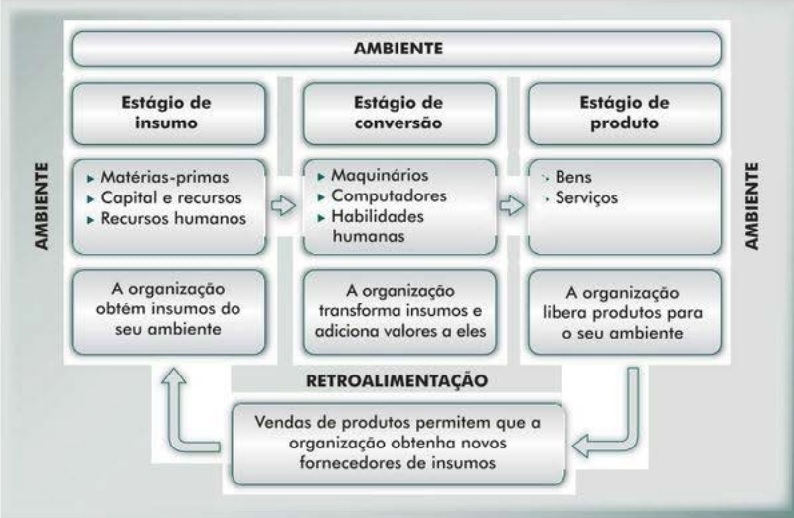 AMBIENTE
Estágio de
insumo
Estágio de
conversão
Estágio de
produto
AMBIENTE
▸ Matérias-primas
▸ Capital e recursos
▸ Recursos humanos
▸ Maquinários
▸ Computadores
▸ Habilidades
humanas
Bens
Serviços
AMBIENTE
A organização
obtém insumos do
seu ambiente
A organização
transforma insumos e
adiciona valores a eles
A organização
libera produtos para
o seu ambiente
RETROALIMENTAÇÃO
Vendas de produtos permitem que a
organização obtenha novos
fornecedores de insumos